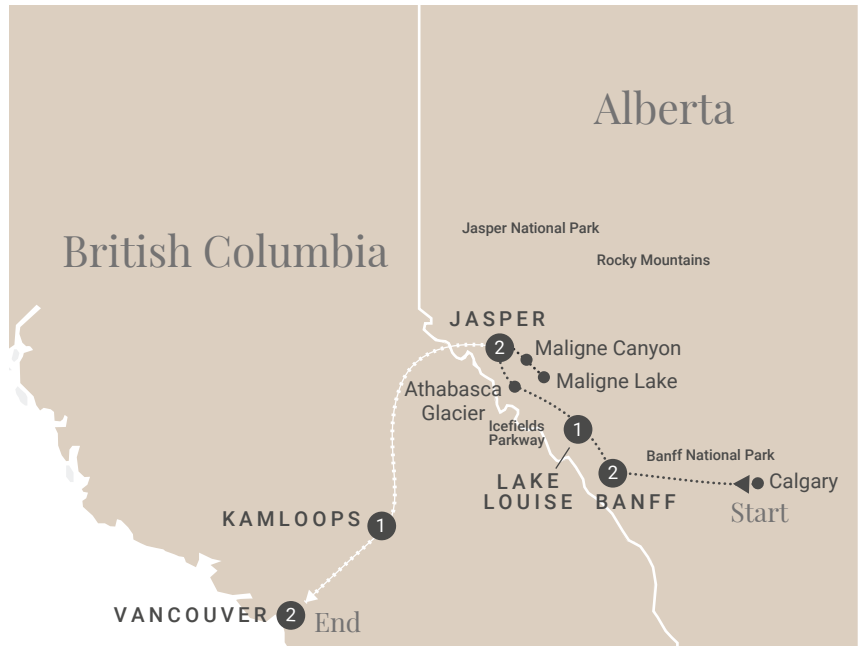 Alberta
British Columbia
Jasper National Park
Rocky Mountains
JASPER
2
Maligne Canyon
Maligne Lake
Athabasca
Glacier
Icefields
Parkway
1
LAKE
LOUISE
2
BANFF
Banff National Park
Calgary
Start
KAMLOOPS
1
VANCOUVER
2
End